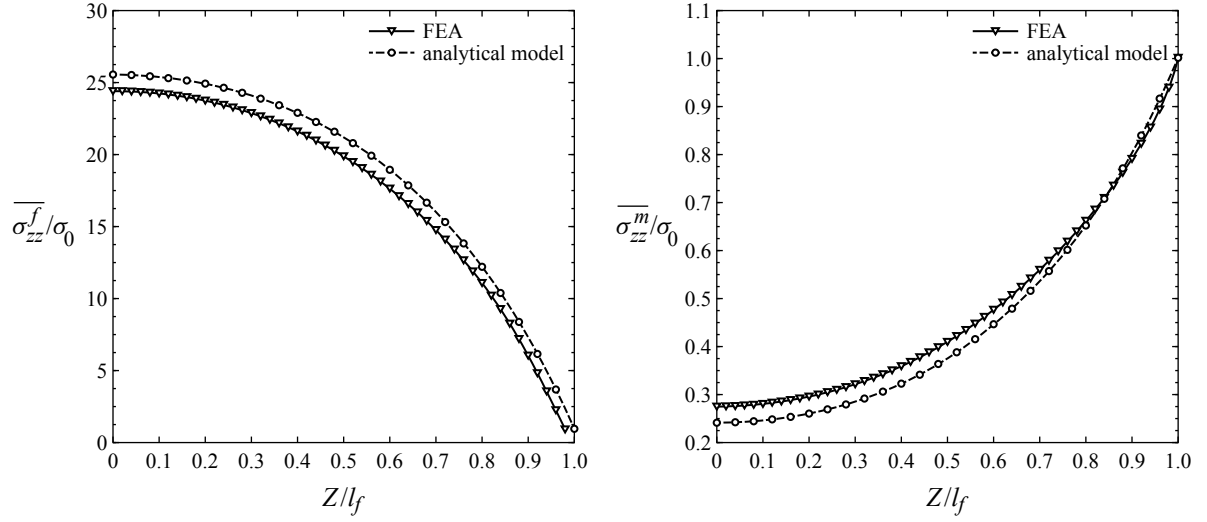 30
25
20
15
10
5
0
σ̅ᶠ_zz/σ₀
FEA
analytical model
0 0.1 0.2 0.3 0.4 0.5 0.6 0.7 0.8 0.9 1.0
Z/l_f
1.1
1.0
0.9
0.8
0.7
0.6
0.5
0.4
0.3
0.2
σ̅ᵐ_zz/σ₀
FEA
analytical model
0 0.1 0.2 0.3 0.4 0.5 0.6 0.7 0.8 0.9 1.0
Z/l_f